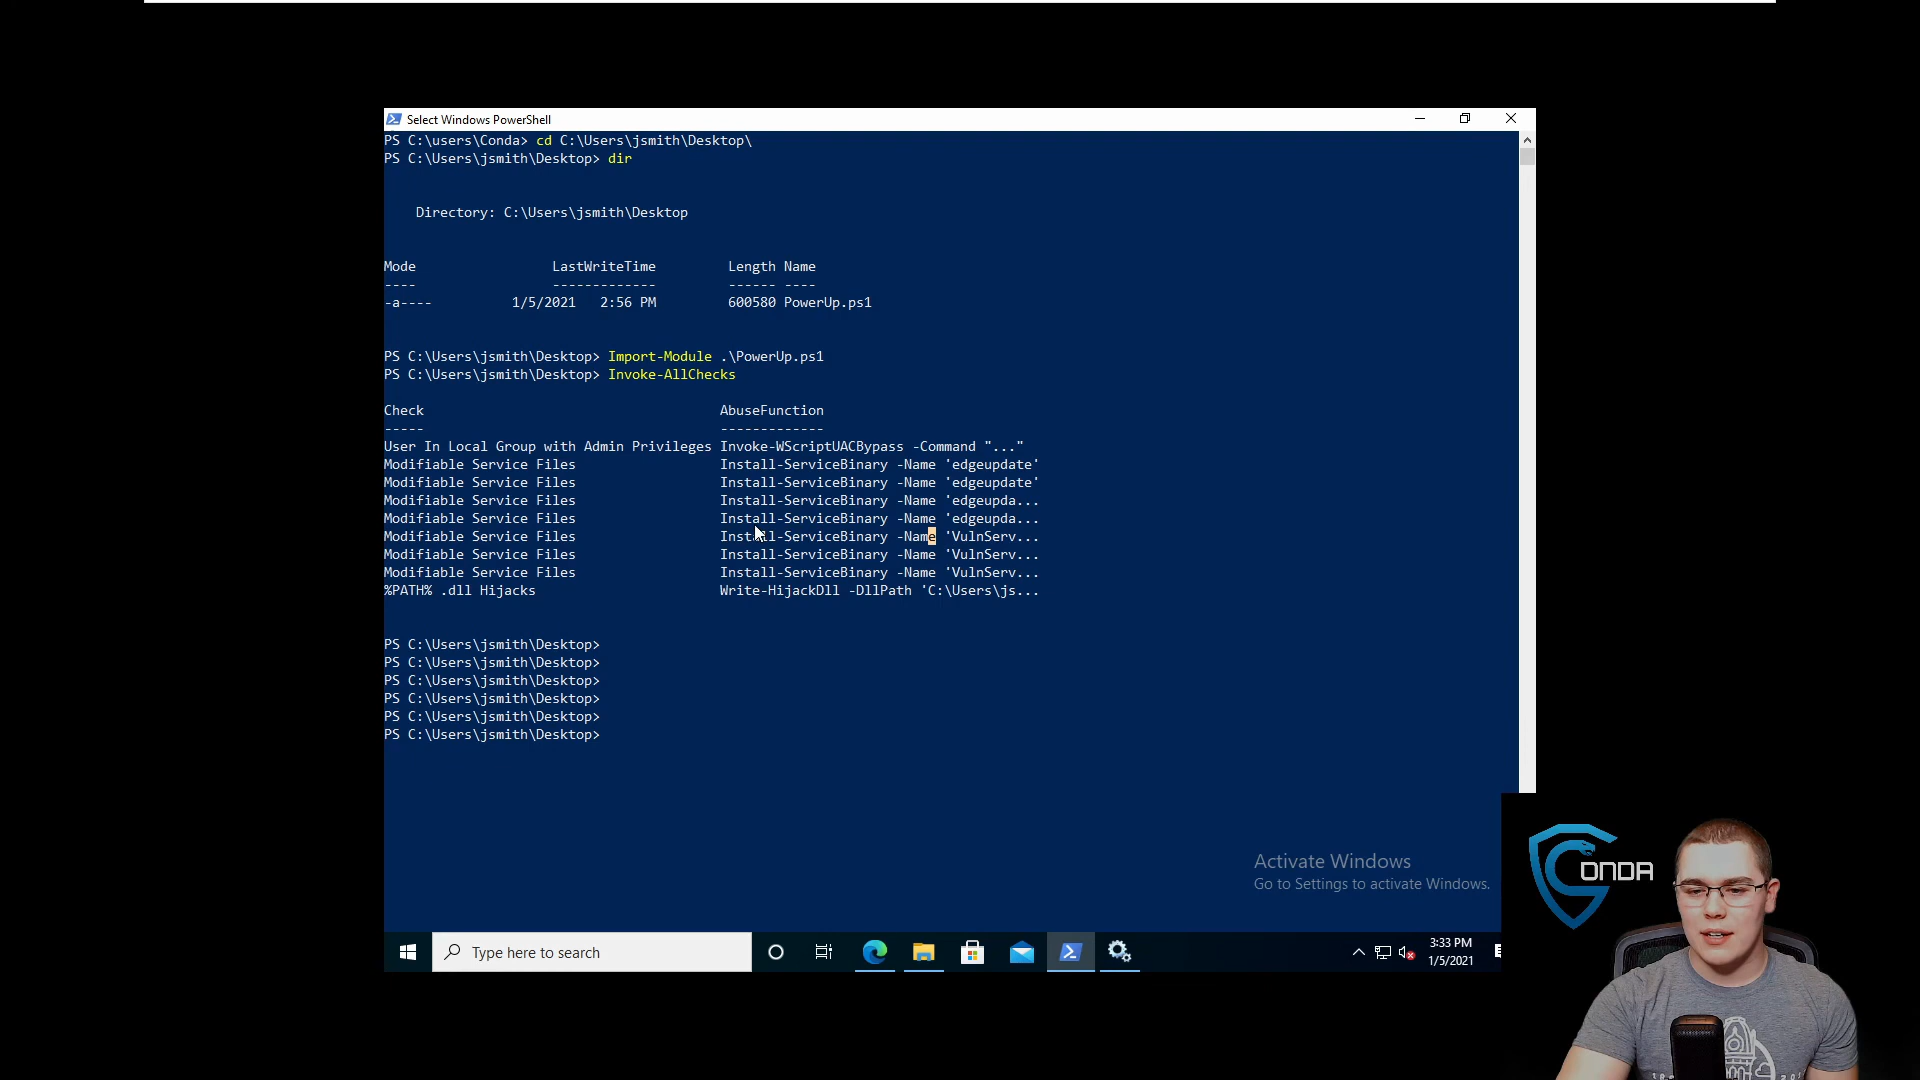 Select Windows PowerShell
PS C:\users\Conda> cd C:\Users\jsmith\Desktop\
PS C:\Users\jsmith\Desktop> dir
Directory: C:\Users\jsmith\Desktop
Mode LastWriteTime Length Name
---- ------------- ------ ----
-a---- 1/5/2021 2:56 PM 600580 PowerUp.ps1
PS C:\Users\jsmith\Desktop> Import-Module .\PowerUp.ps1
PS C:\Users\jsmith\Desktop> Invoke-AllChecks
Check AbuseFunction
----- -------------
User In Local Group with Admin Privileges Invoke-WScriptUACBypass -Command "..."
Modifiable Service Files Install-ServiceBinary -Name 'edgeupdate'
Modifiable Service Files Install-ServiceBinary -Name 'edgeupdate'
Modifiable Service Files Install-ServiceBinary -Name 'edgeupda...
Modifiable Service Files Install-ServiceBinary -Name 'edgeupda...
Modifiable Service Files Install-ServiceBinary -Name 'VulnServ...
Modifiable Service Files Install-ServiceBinary -Name 'VulnServ...
Modifiable Service Files Install-ServiceBinary -Name 'VulnServ...
%PATH% .dll Hijacks Write-HijackDll -DllPath 'C:\Users\js...
PS C:\Users\jsmith\Desktop>
PS C:\Users\jsmith\Desktop>
PS C:\Users\jsmith\Desktop>
PS C:\Users\jsmith\Desktop>
PS C:\Users\jsmith\Desktop>
PS C:\Users\jsmith\Desktop>
Activate Windows
Go to Settings to activate Windows.
CONDA
Type here to search
3:33 PM
1/5/2021